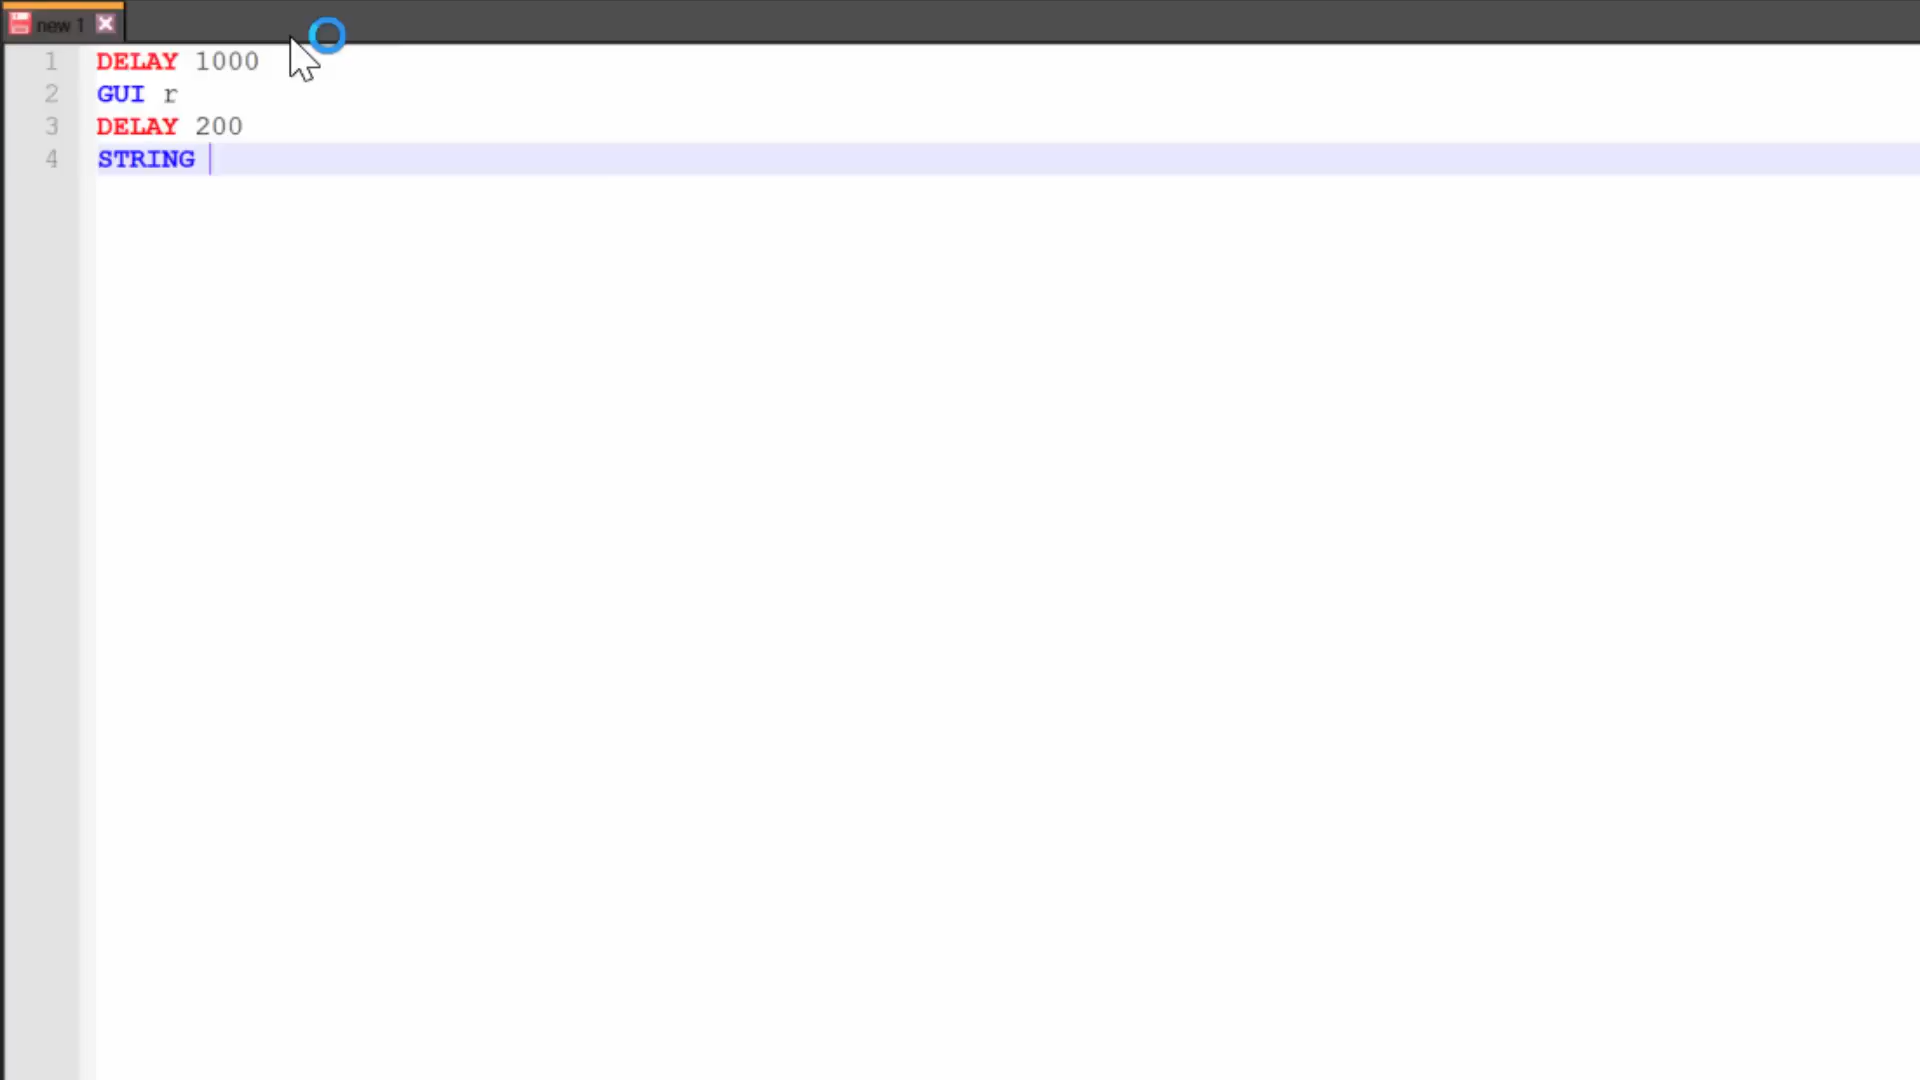 new 1
1 DELAY 1000
2 GUI r
3 DELAY 200
4 STRING